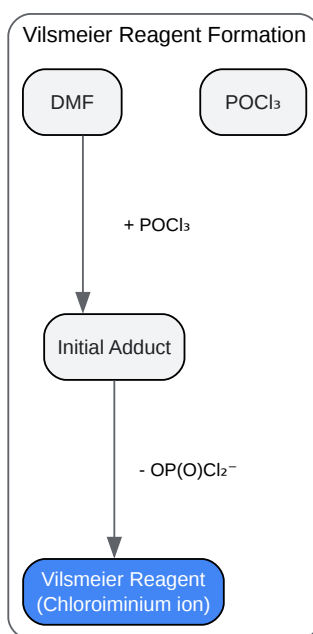 Vilsmeier Reagent Formation
DMF
POCl₃
+ POCl₃
Initial Adduct
- OP(O)Cl₂⁻
Vilsmeier Reagent
(Chloroiminium ion)